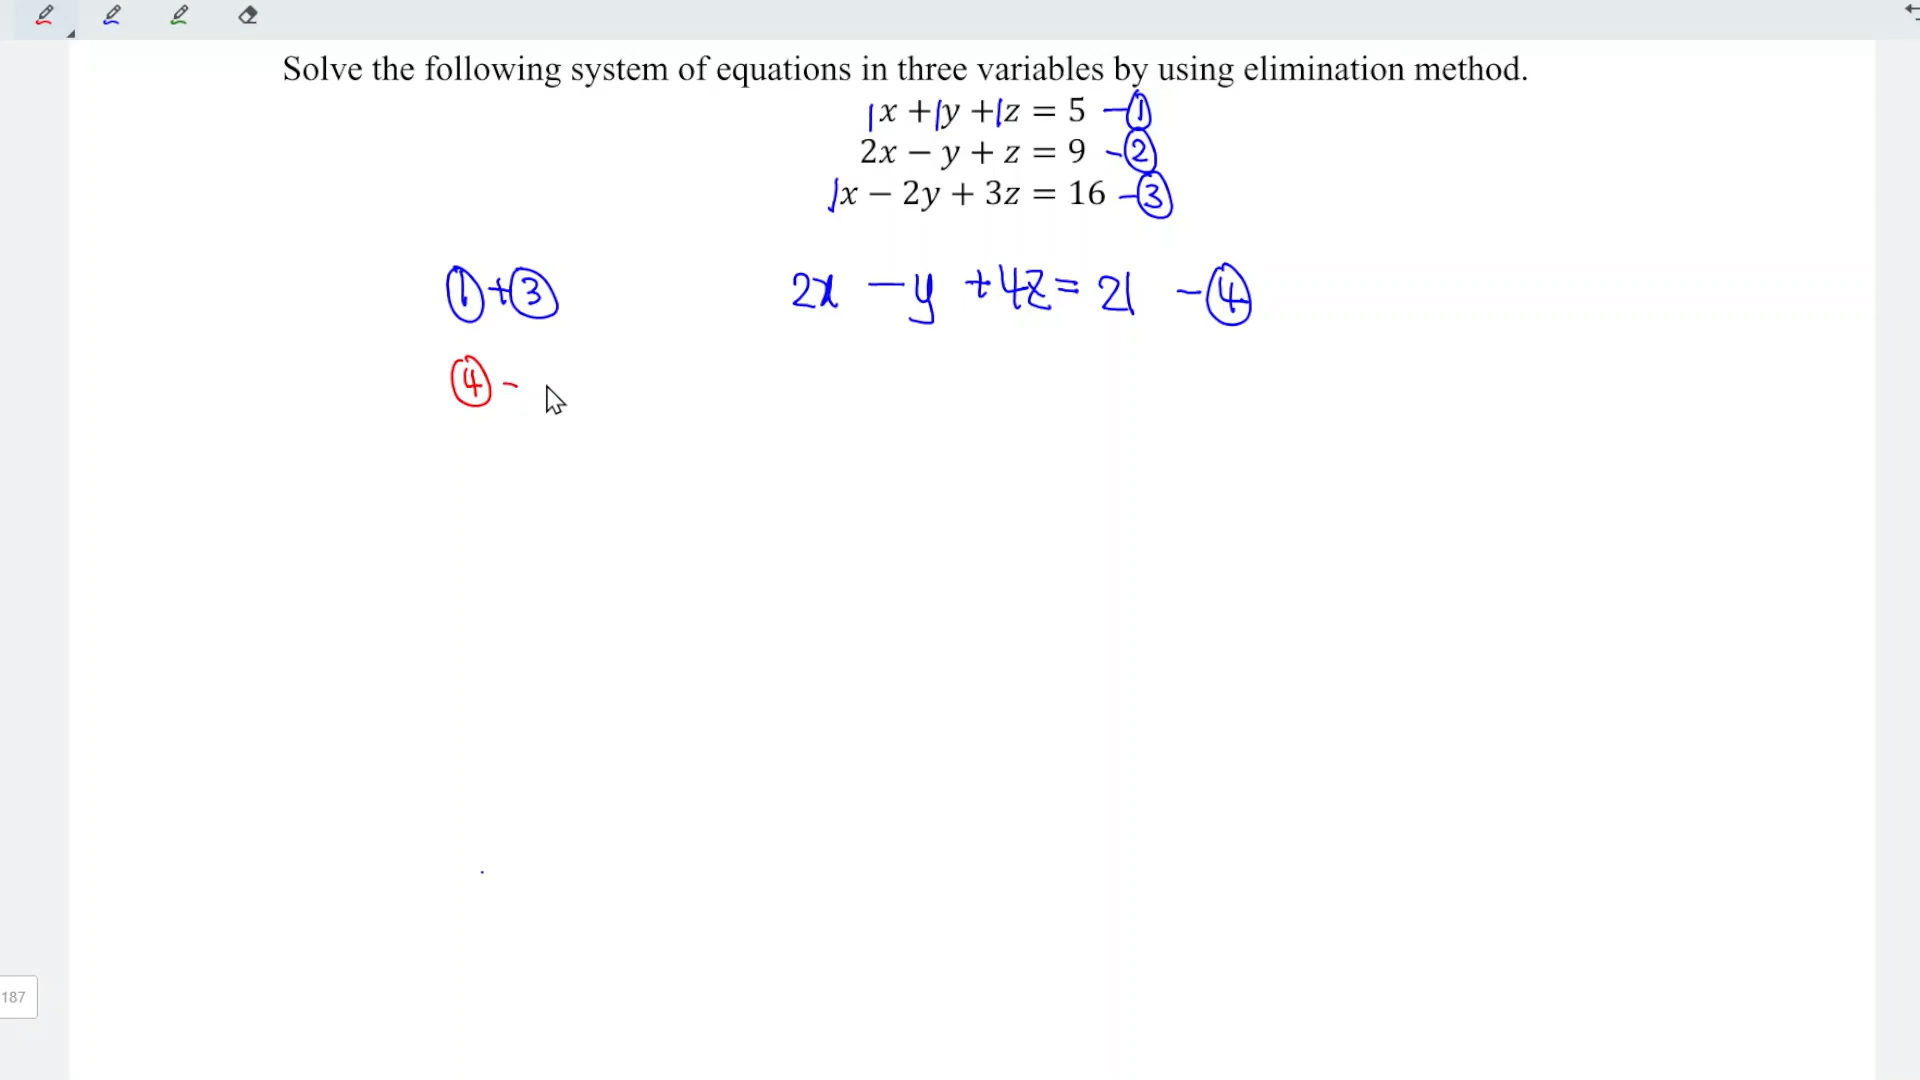 Solve the following system of equations in three variables by using elimination method.
1x + 1y + 1z = 5 – ①
2x − y + z = 9 – ②
1x − 2y + 3z = 16 – ③
① + ③ 2x − y + 4z = 21 – ④
④ –
187